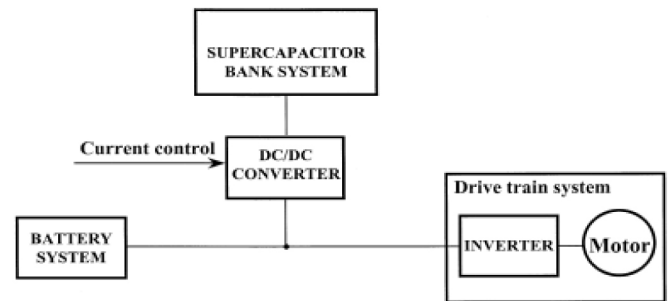 SUPERCAPACITOR
BANK SYSTEM
Current control
DC/DC
CONVERTER
Drive train system
BATTERY
SYSTEM
INVERTER
Motor